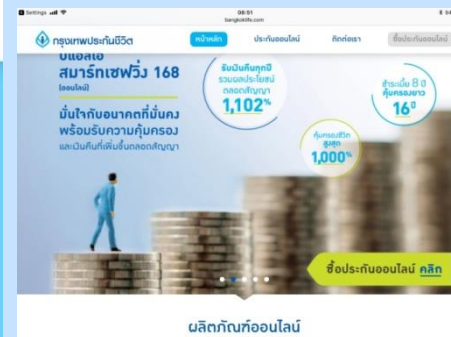 Settings
08:51
bangkoklife.com
กรุงเทพประกันชีวิต
หน้าหลัก
ประกันออนไลน์
ติดต่อเรา
ซื้อประกันออนไลน์
สมาร์ทเซฟวิ่ง 168
(ออนไลน์)
มั่นใจกับอนาคตที่มั่นคง
พร้อมรับความคุ้มครอง
และเงินคืนที่เพิ่มขึ้นตลอดสัญญา
รับเงินคืนทุกปี
รวมผลประโยชน์
ตลอดสัญญา
1,102%
ชำระเบี้ย 8 ปี
คุ้มครองยาว
16ปี
คุ้มครองชีวิต
สูงสุด
1,000%
ซื้อประกันออนไลน์ คลิก
ผลิตภัณฑ์ออนไลน์